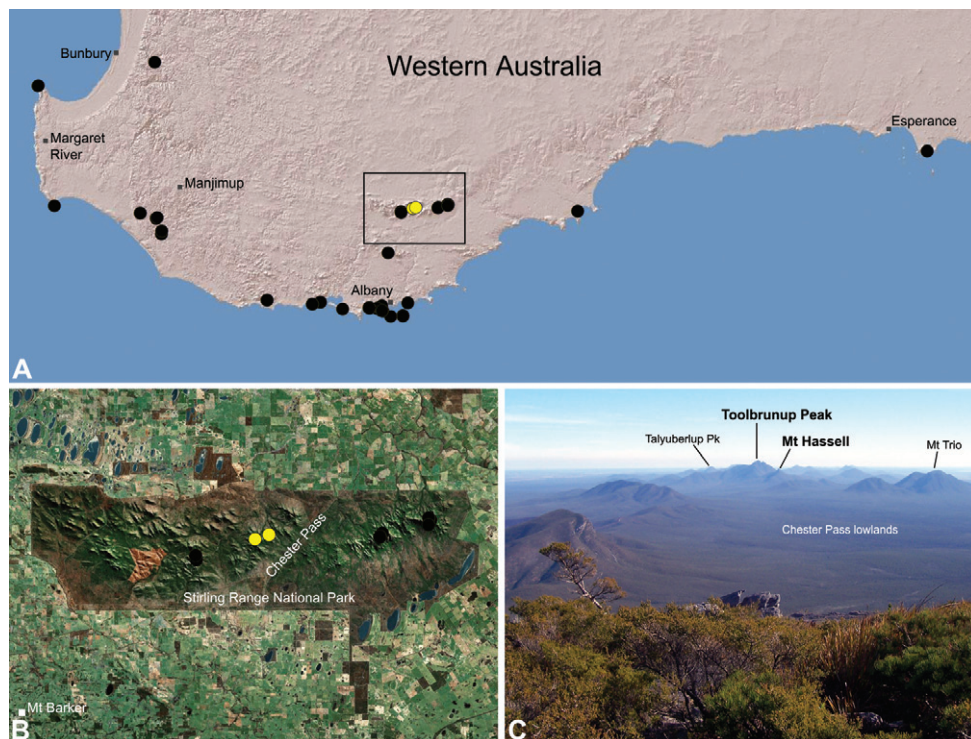 Western Australia
Bunbury
Margaret
River
Manjimup
Esperance
Albany
A
Chester Pass
Stirling Range National Park
Mt Barker
B
Toolbrunup Peak
Talyuberlup Pk
Mt Hassell
Mt Trio
Chester Pass lowlands
C